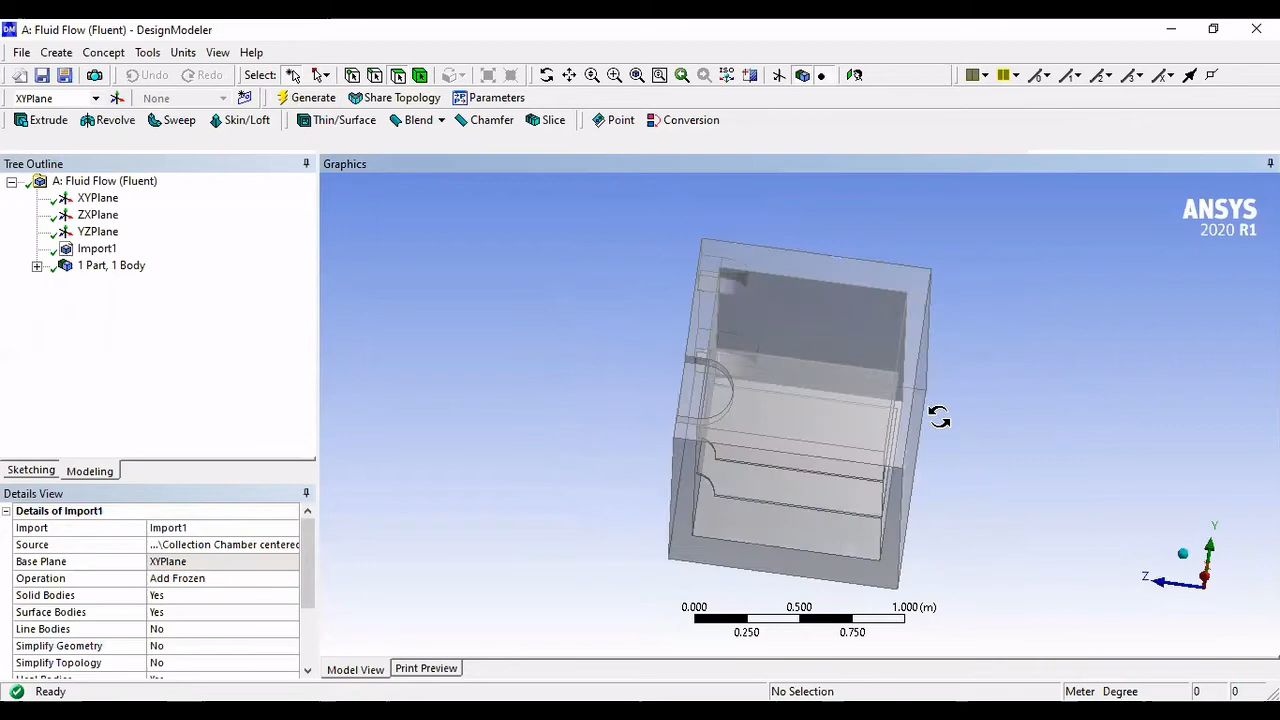 A: Fluid Flow (Fluent) - DesignModeler
File Create Concept Tools Units View Help
Undo Redo Select:
XYPlane None Generate Share Topology Parameters
Extrude Revolve Sweep Skin/Loft Thin/Surface Blend Chamfer Slice Point Conversion
Tree Outline
A: Fluid Flow (Fluent)
XYPlane
ZXPlane
YZPlane
Import1
1 Part, 1 Body
Sketching Modeling
Details View
Details of Import1
Import Import1
Source ...\Collection Chamber centered
Base Plane XYPlane
Operation Add Frozen
Solid Bodies Yes
Surface Bodies Yes
Line Bodies No
Simplify Geometry No
Simplify Topology No
Graphics
ANSYS
2020 R1
Y
Z
0.000 0.500 1.000 (m)
0.250 0.750
Model View Print Preview
Ready No Selection Meter Degree 0 0